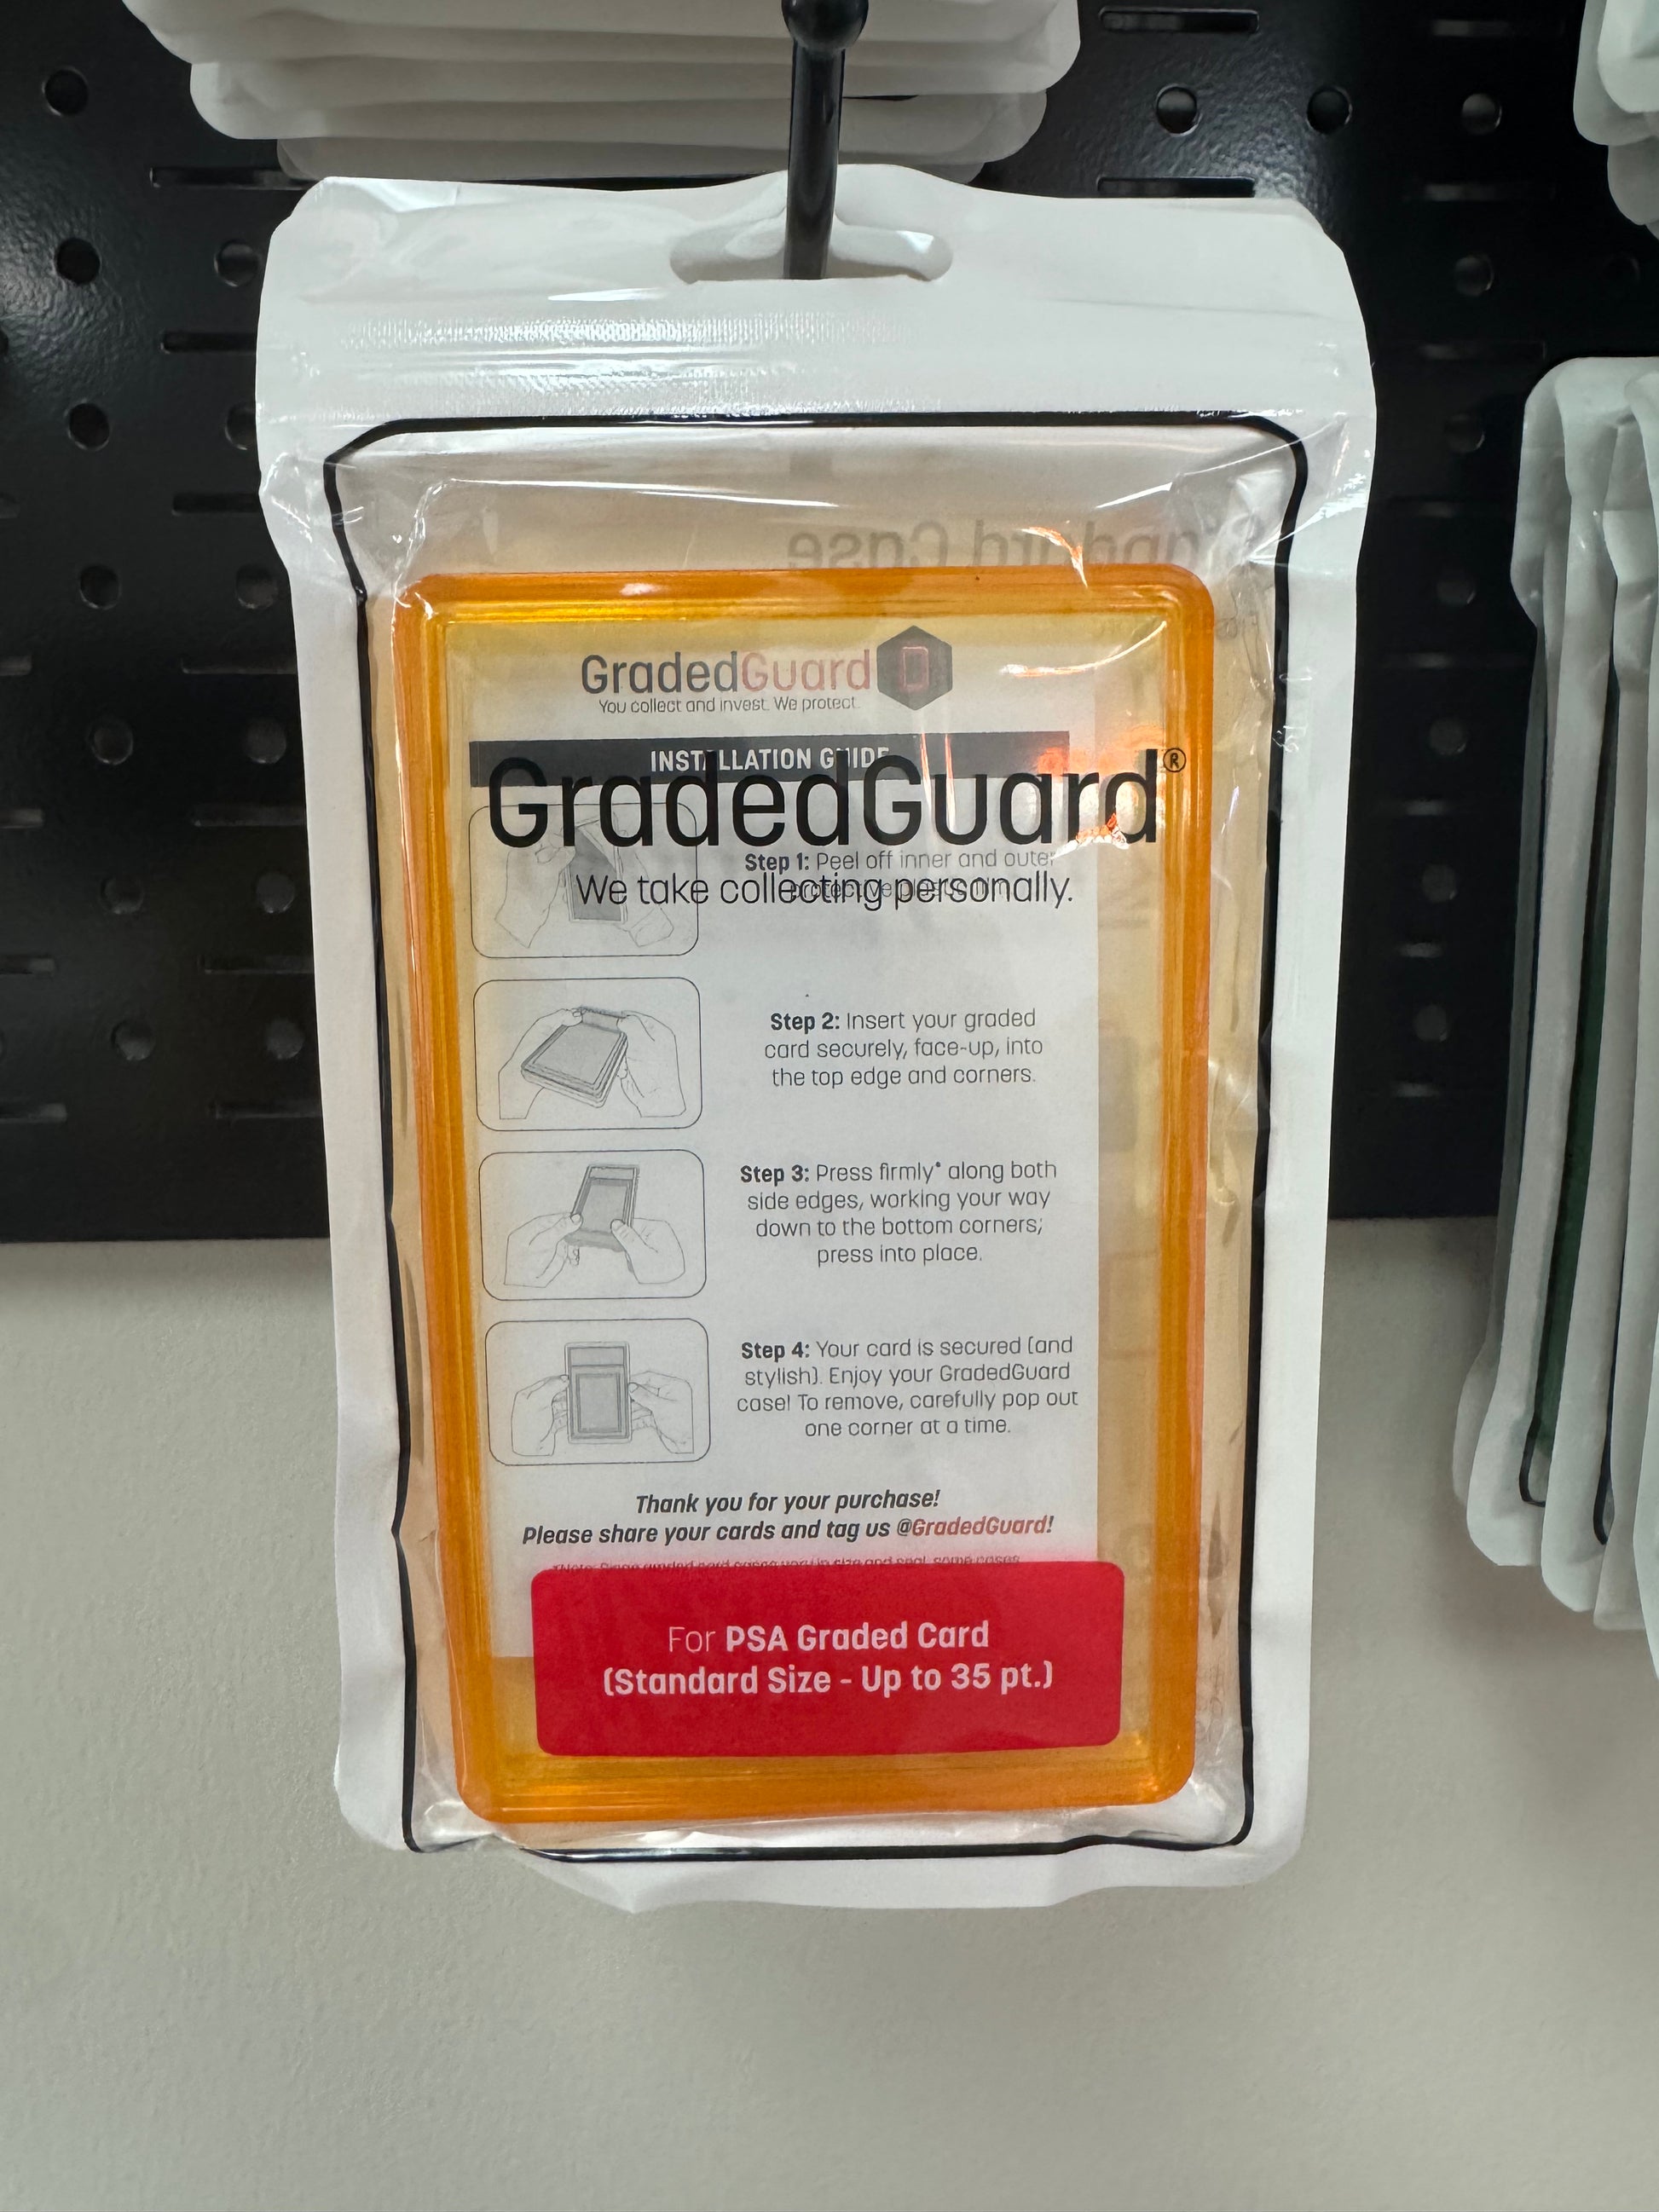 GradedGuard
You collect and invest. We protect.
INSTALLATION GUIDE
GradedGuard®
We take collecting personally.
Step 1: Peel off inner and outer
protective
Step 2: Insert your graded
card securely, face-up, into
the top edge and corners.
Step 3: Press firmly* along both
side edges, working your way
down to the bottom corners;
press into place.
Step 4: Your card is secured (and
stylish). Enjoy your GradedGuard
case! To remove, carefully pop out
one corner at a time.
Thank you for your purchase!
Please share your cards and tag us @GradedGuard!
For PSA Graded Card
(Standard Size - Up to 35 pt.)